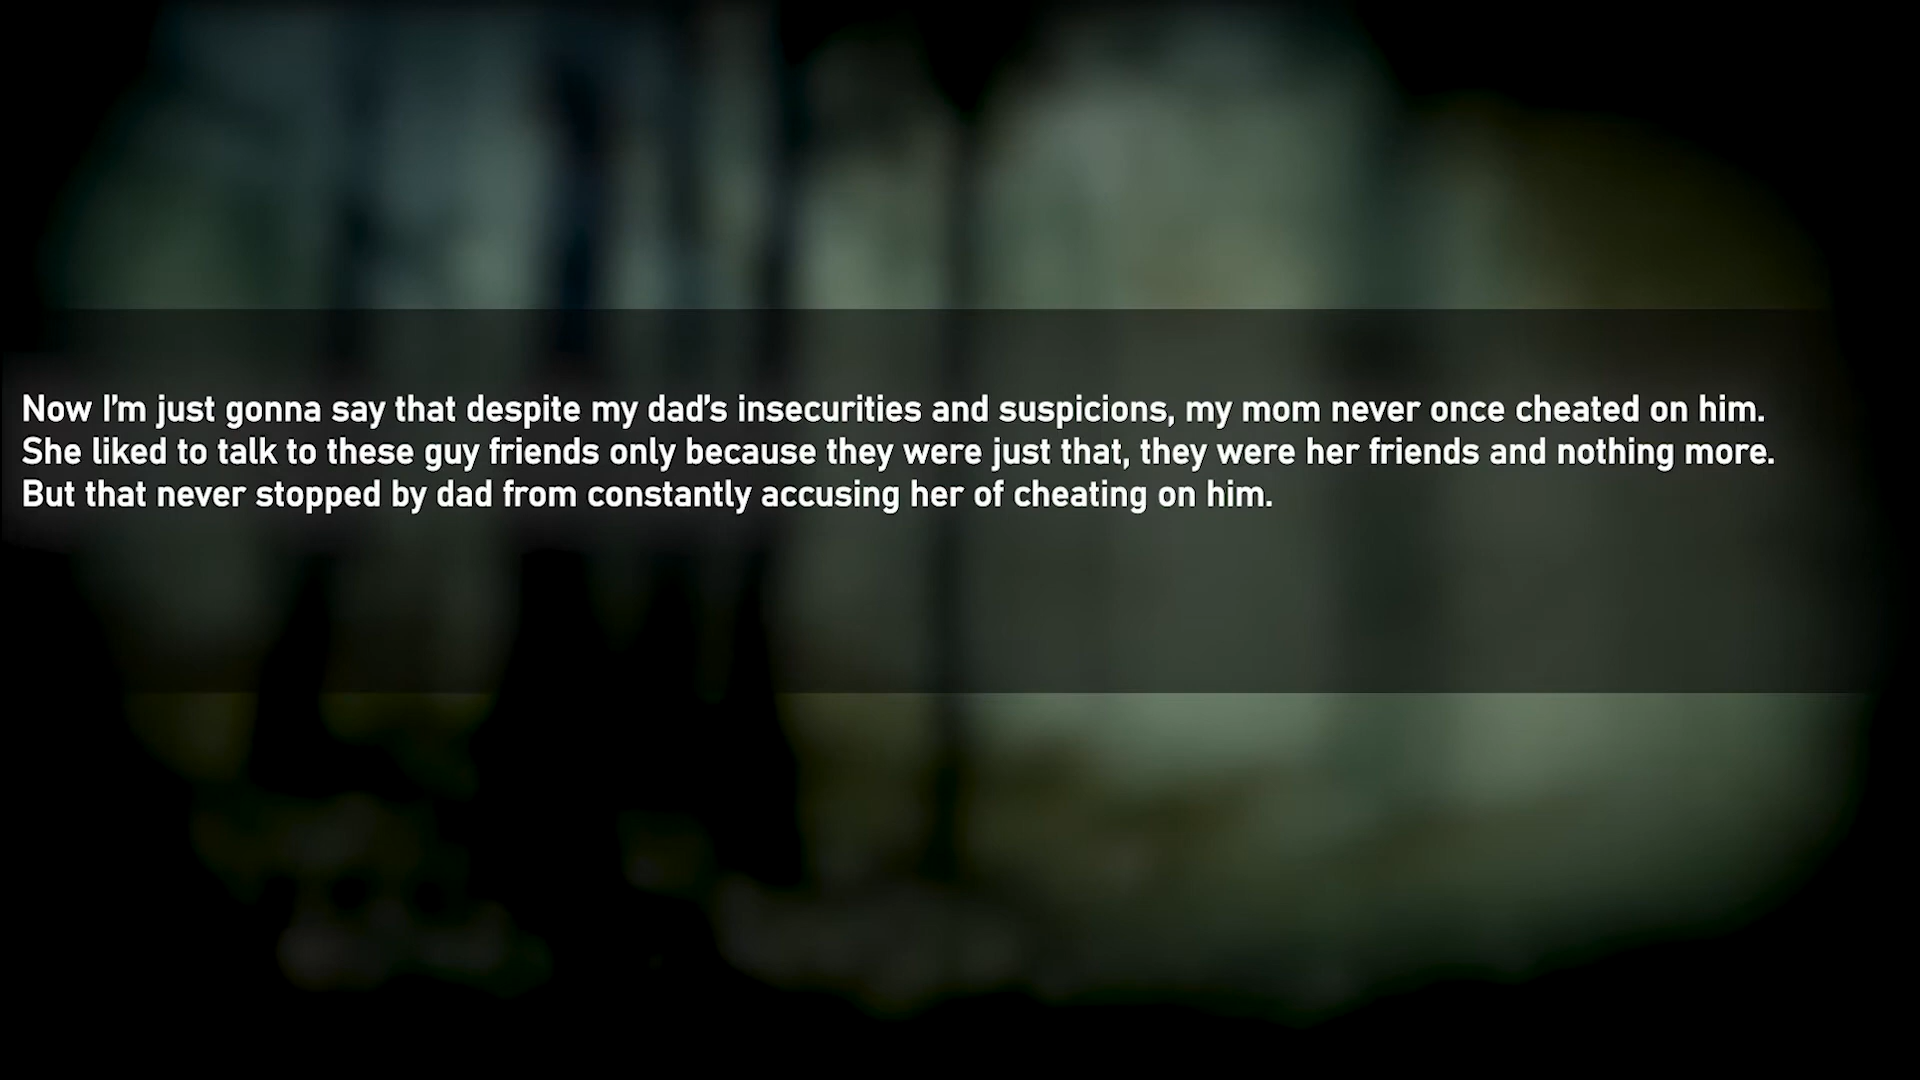 Now I'm just gonna say that despite my dad's insecurities and suspicions, my mom never once cheated on him.
She liked to talk to these guy friends only because they were just that, they were her friends and nothing more.
But that never stopped by dad from constantly accusing her of cheating on him.